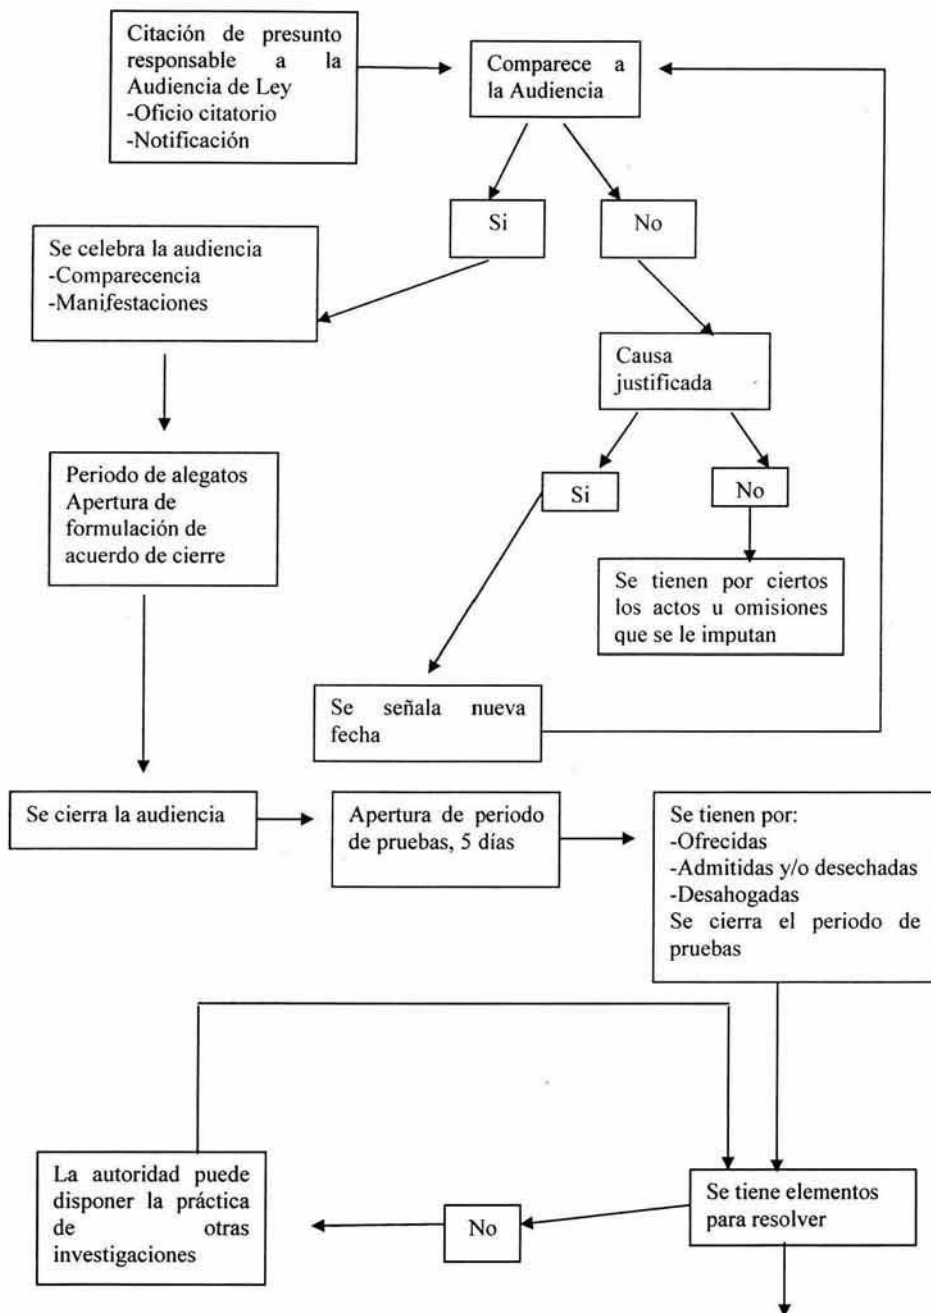 Citación de presunto
responsable a la
Audiencia de Ley
-Oficio citatorio
-Notificación
Comparece a
la Audiencia
Si
No
Se celebra la audiencia
-Comparecencia
-Manifestaciones
Causa
justificada
Periodo de alegatos
Apertura de
formulación de
acuerdo de cierre
Si
No
Se tienen por ciertos
los actos u omisiones
que se le imputan
Se señala nueva
fecha
Se cierra la audiencia
Apertura de periodo
de pruebas, 5 días
Se tienen por:
-Ofrecidas
-Admitidas y/o desechadas
-Desahogadas
Se cierra el periodo de
pruebas
La autoridad puede
disponer la práctica
de otras
investigaciones
No
Se tiene elementos
para resolver